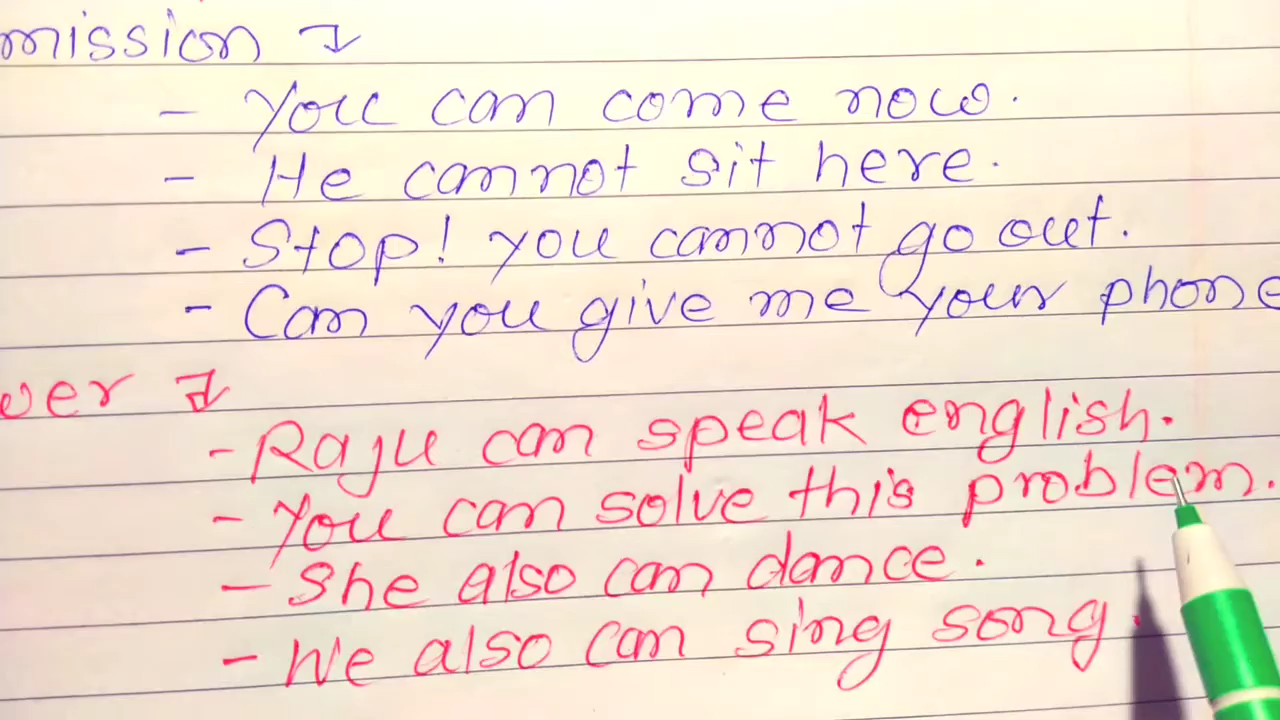 mission ↴
- You can come now.
- He cannot sit here.
- Stop! you cannot go out.
- Can you give me your phone
wer ↴
- Raju can speak english.
- You can solve this problem.
- She also can dance.
- We also can sing song.